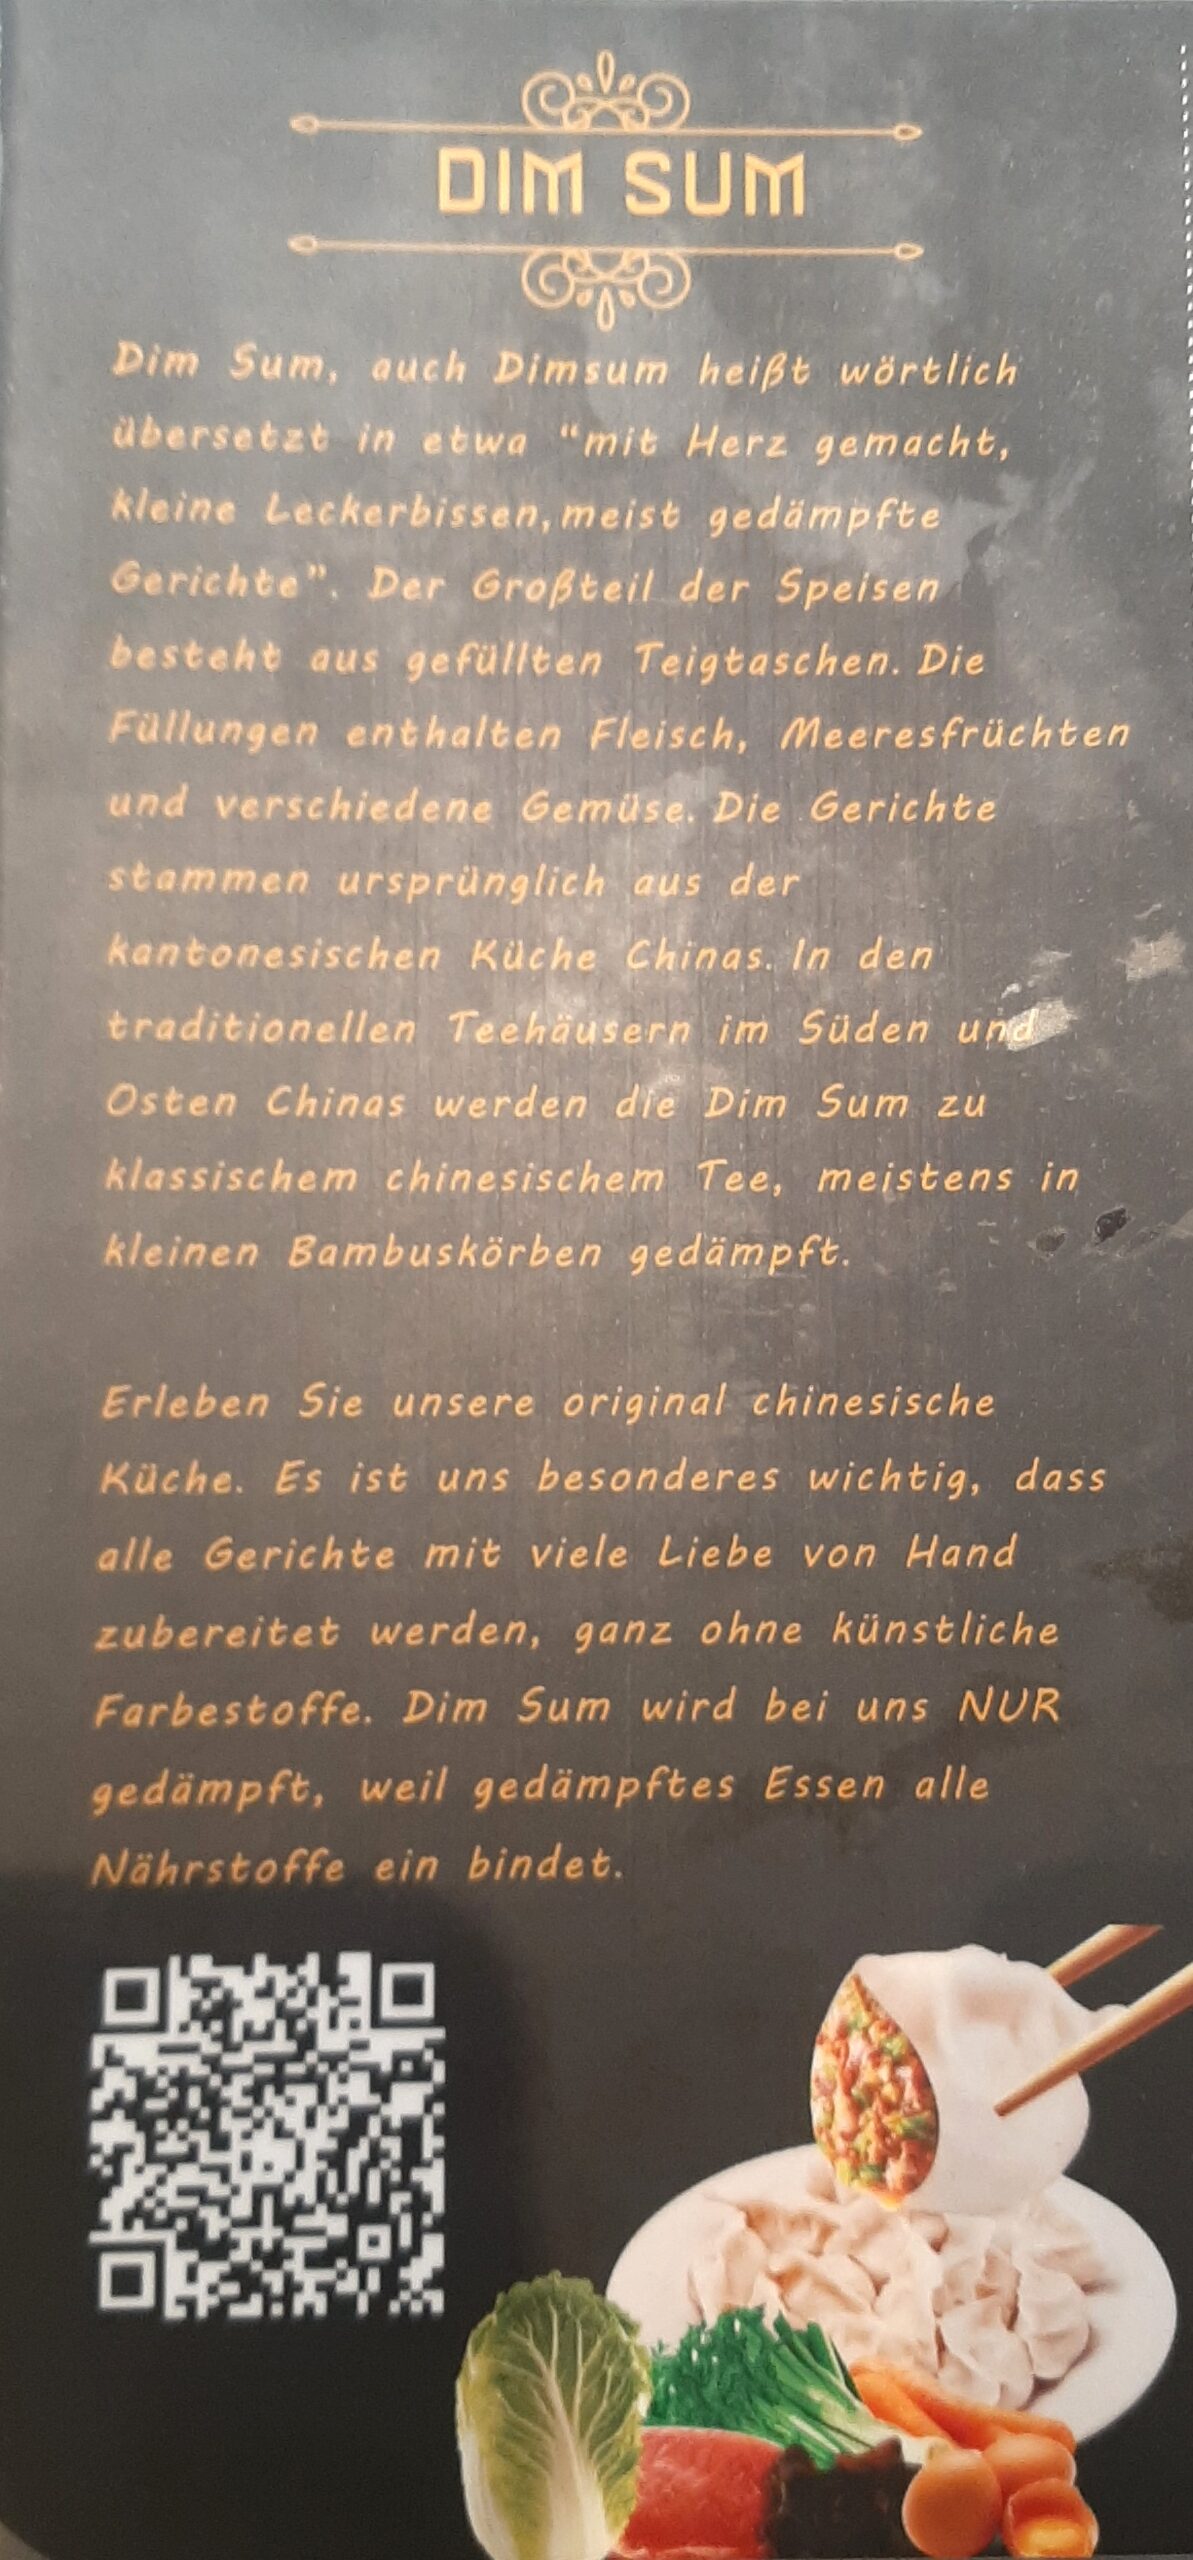 DIM SUM
Dim Sum, auch Dimsum heißt wörtlich
übersetzt in etwa “mit Herz gemacht,
kleine Leckerbissen,meist gedämpfte
Gerichte”. Der Großteil der Speisen
besteht aus gefüllten Teigtaschen. Die
Füllungen enthalten Fleisch, Meeresfrüchten
und verschiedene Gemüse. Die Gerichte
stammen ursprünglich aus der
kantonesischen Küche Chinas. In den
traditionellen Teehäusern im Süden und
Osten Chinas werden die Dim Sum zu
klassischem chinesischem Tee, meistens in
kleinen Bambuskörben gedämpft.
Erleben Sie unsere original chinesische
Küche. Es ist uns besonderes wichtig, dass
alle Gerichte mit viele Liebe von Hand
zubereitet werden, ganz ohne künstliche
Farbestoffe. Dim Sum wird bei uns NUR
gedämpft, weil gedämpftes Essen alle
Nährstoffe ein bindet.